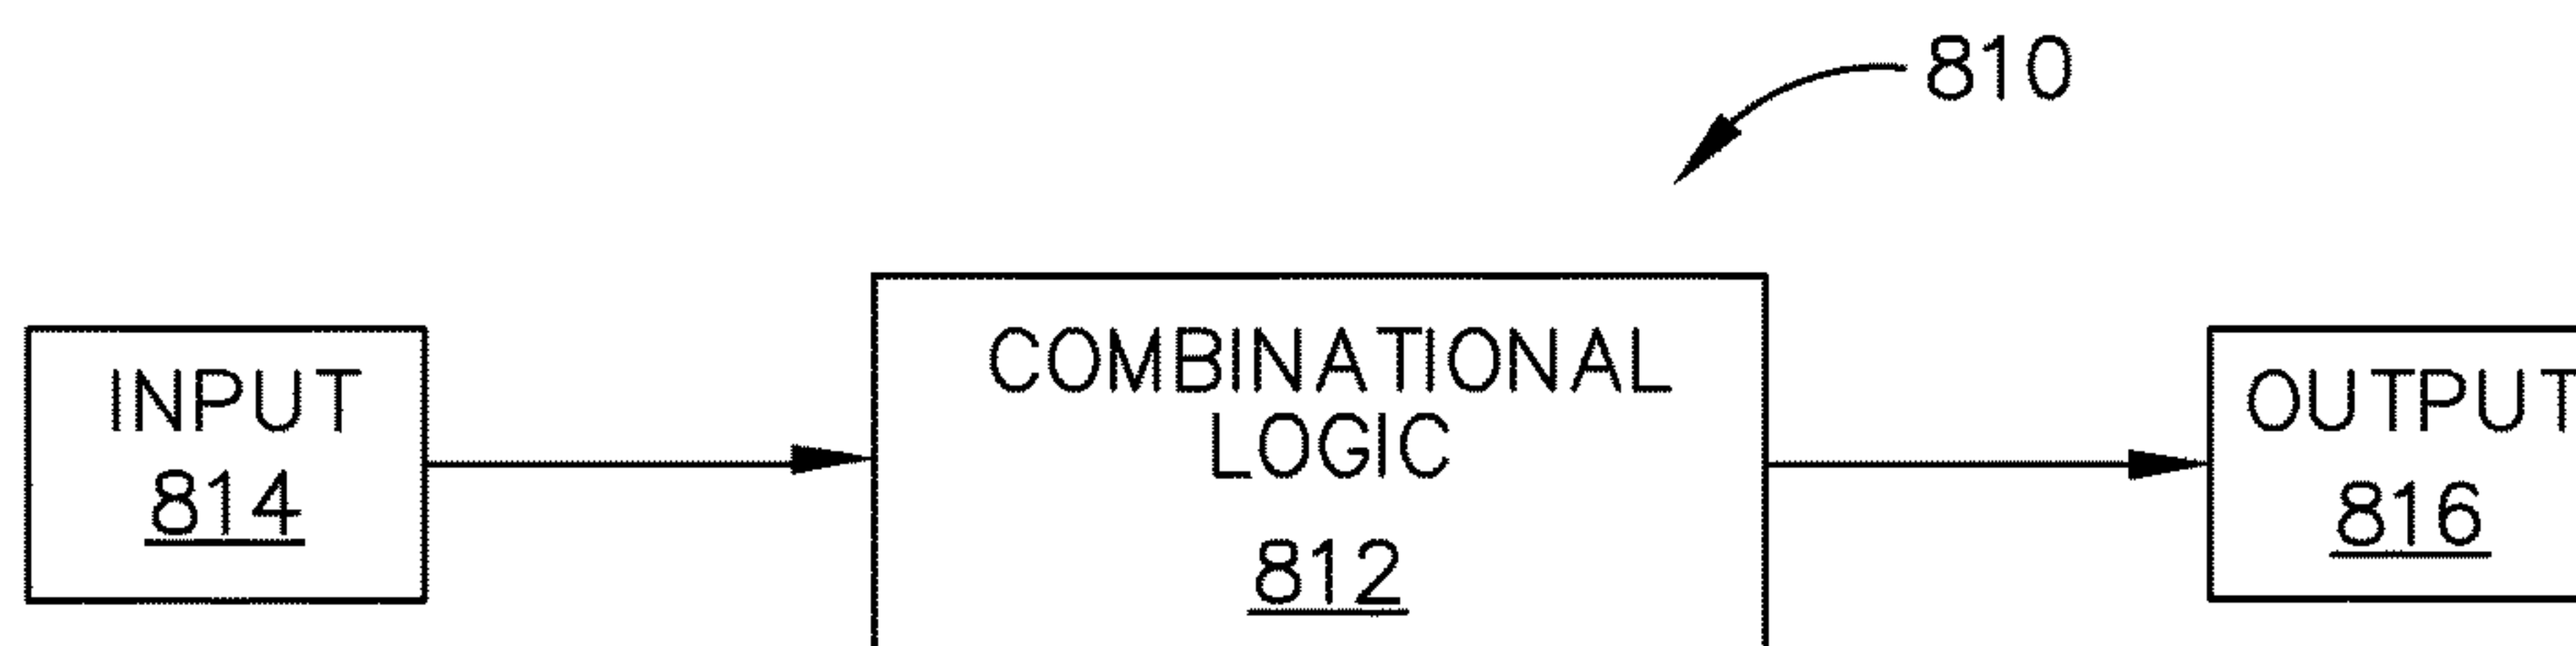 810
INPUT
814
COMBINATIONAL
LOGIC
812
OUTPUT
816